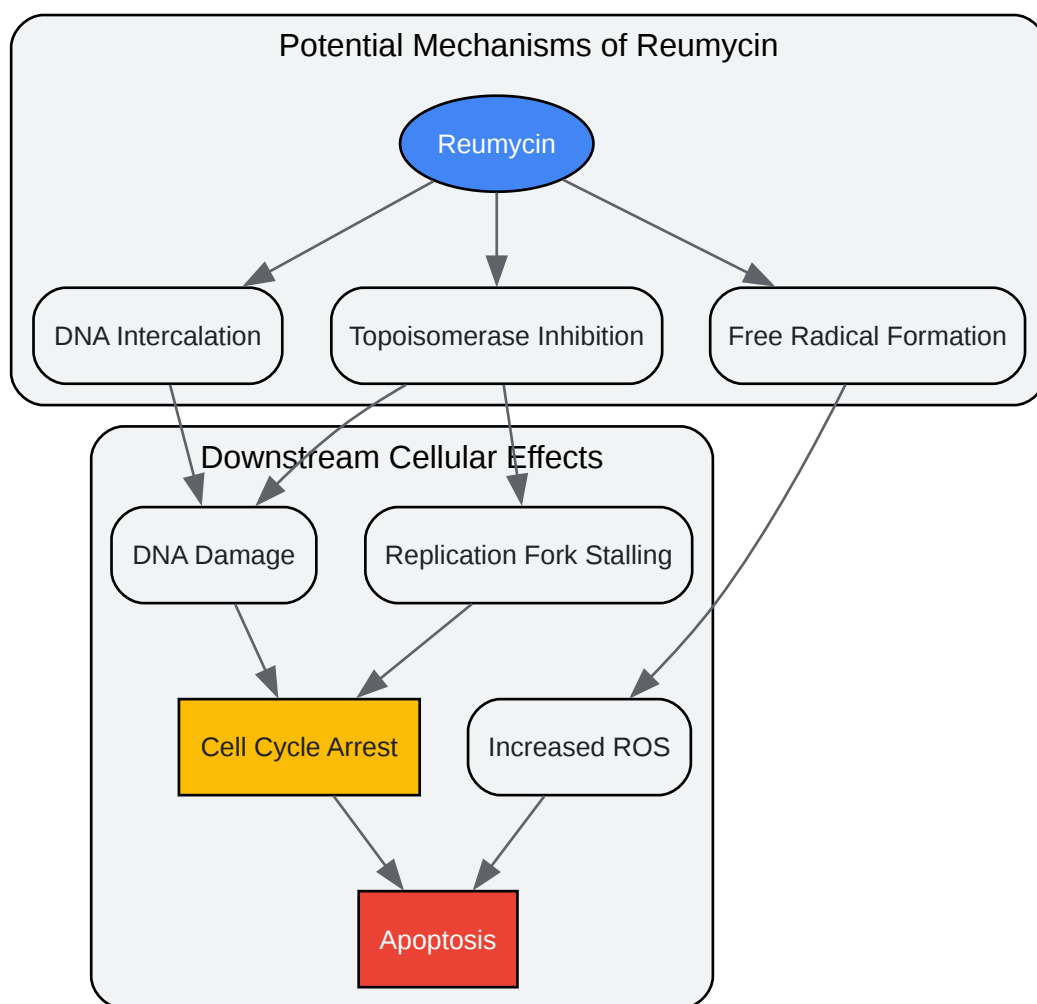 Potential Mechanisms of Reumycin
Reumycin
DNA Intercalation
Topoisomerase Inhibition
Free Radical Formation
Downstream Cellular Effects
DNA Damage
Replication Fork Stalling
Cell Cycle Arrest
Increased ROS
Apoptosis